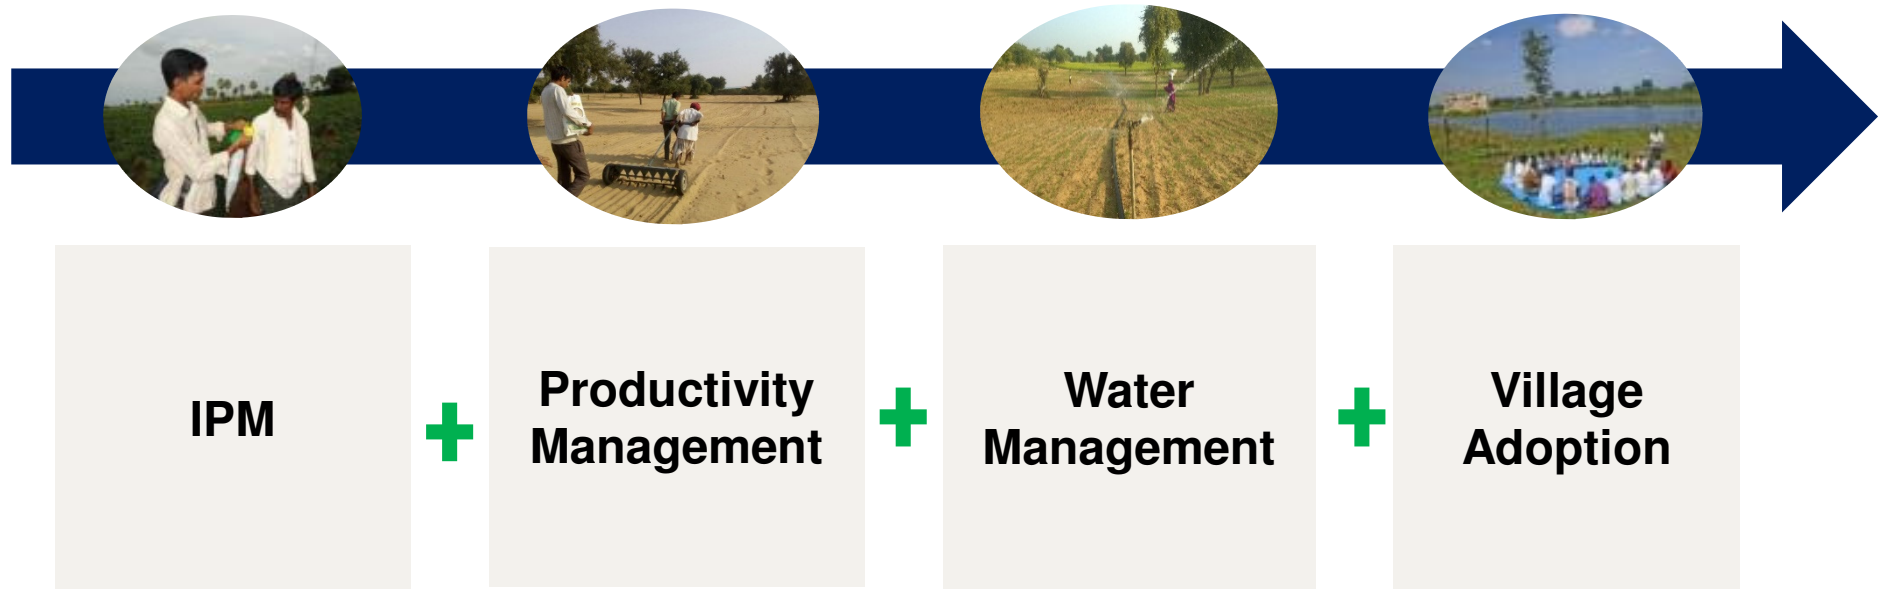 IPM
Productivity
Management
Water
Management
Village
Adoption